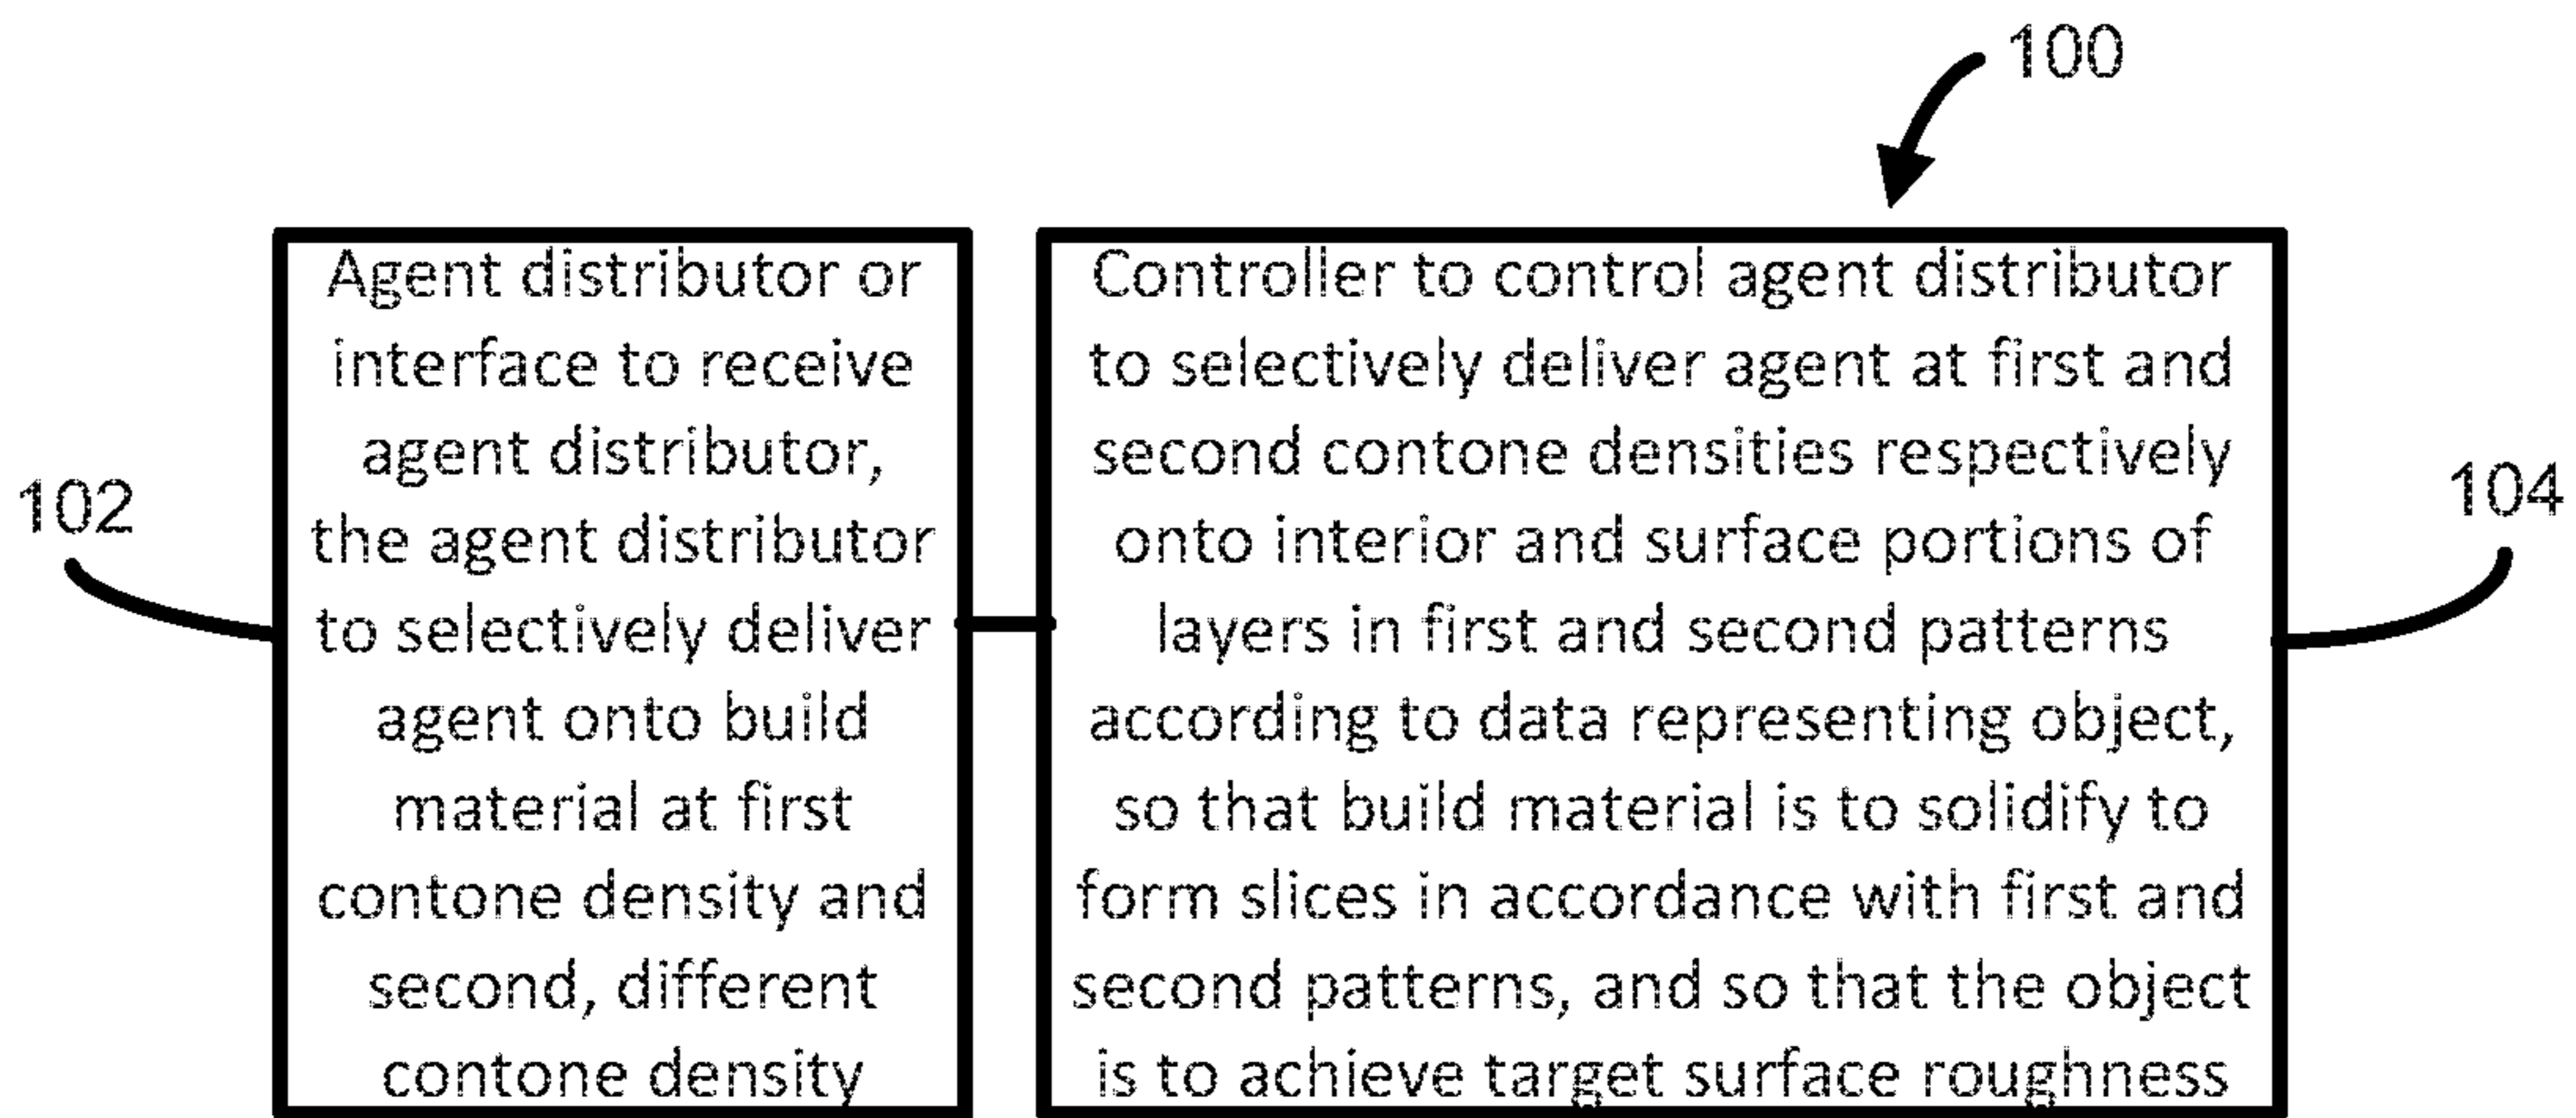 100
102
Agent distributor or
interface to receive
agent distributor,
the agent distributor
to selectively deliver
agent onto build
material at first
contone density and
second, different
contone density
Controller to control agent distributor
to selectively deliver agent at first and
second contone densities respectively
onto interior and surface portions of
layers in first and second patterns
according to data representing object,
so that build material is to solidify to
form slices in accordance with first and
second patterns, and so that the object
is to achieve target surface roughness
104